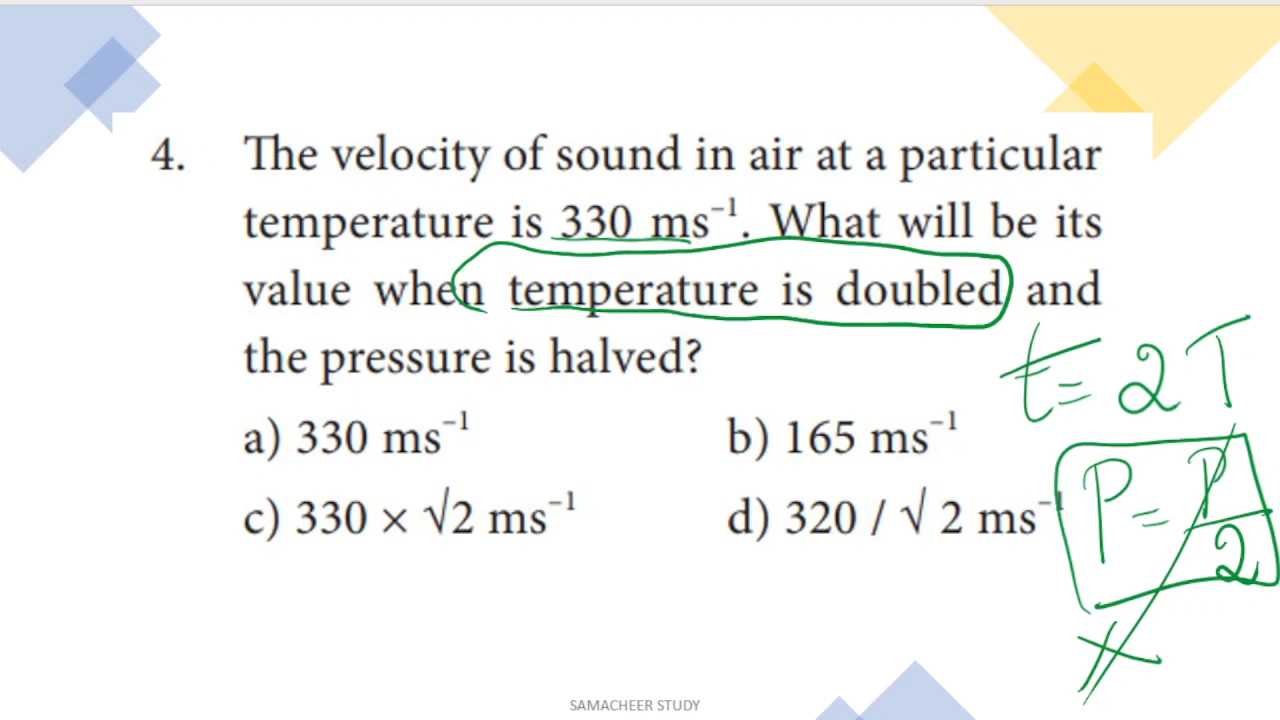 4. The velocity of sound in air at a particular
temperature is 330 ms⁻¹. What will be its
value when temperature is doubled and
the pressure is halved?
t = 2T
a) 330 ms⁻¹ b) 165 ms⁻¹
P = P/2
c) 330 × √2 ms⁻¹ d) 320 / √ 2 ms⁻¹
SAMACHEER STUDY